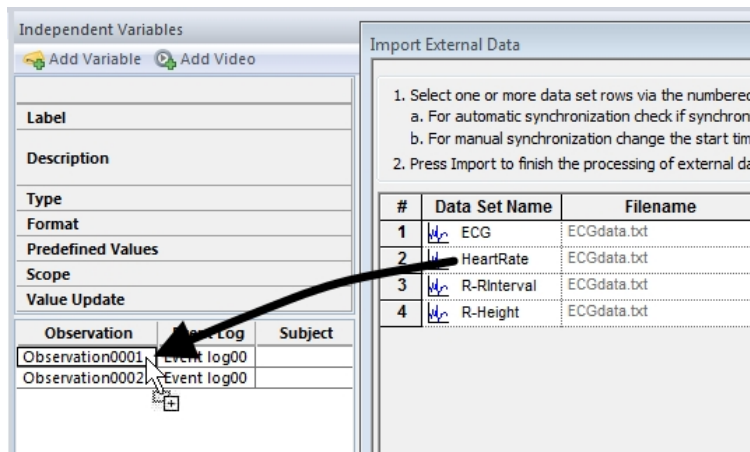 Independent Variables
Add Variable Add Video
Label
Description
Type
Format
Predefined Values
Scope
Value Update
Observation Log Subject
Observation0001 Event log00
Observation0002 Event log00
Import External Data
1. Select one or more data set rows via the numbered
a. For automatic synchronization check if synchron
b. For manual synchronization change the start tim
2. Press Import to finish the processing of external da
# Data Set Name Filename
1 ECG ECGdata.txt
2 HeartRate ECGdata.txt
3 R-RInterval ECGdata.txt
4 R-Height ECGdata.txt